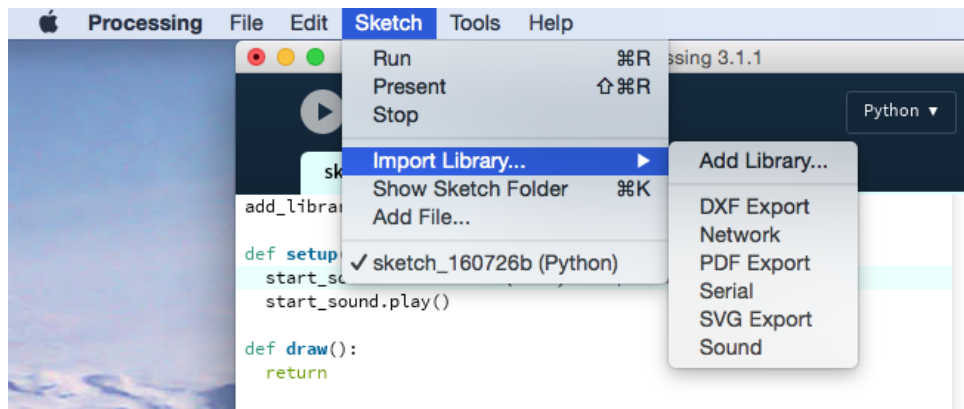 Processing File Edit Sketch Tools Help
Run ⌘R
ssing 3.1.1
Present ⇧⌘R
Stop
Python ▼
Import Library... ▶
Add Library...
sk
Show Sketch Folder ⌘K
add_librar
Add File...
DXF Export
Network
def setup
✓ sketch_160726b (Python)
PDF Export
start_so
Serial
start_sound.play()
SVG Export
def draw():
Sound
return